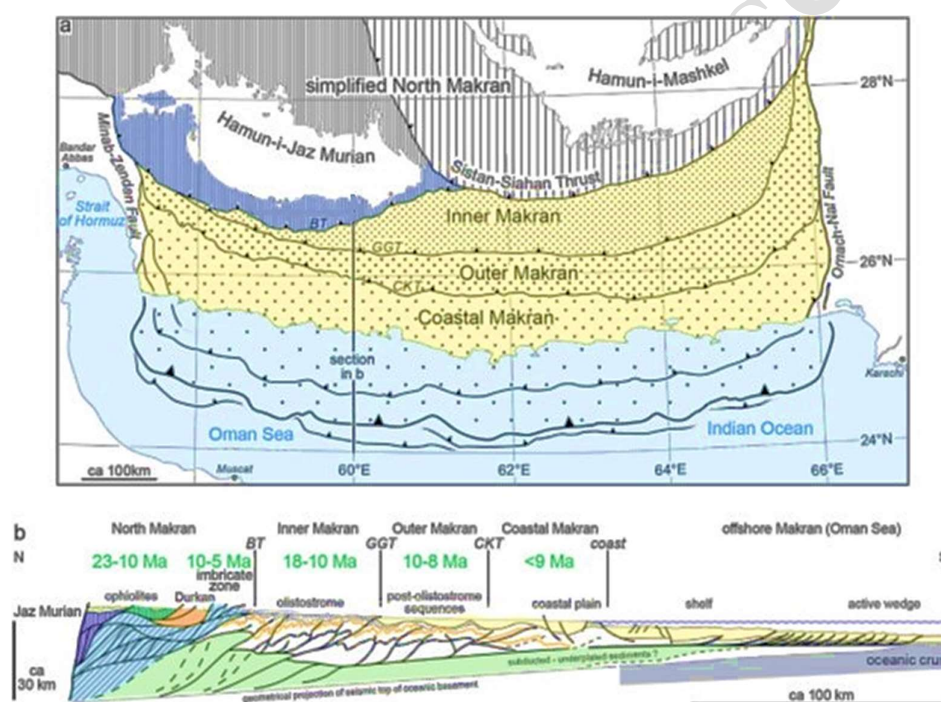 a
simplified North Makran
Hamun-i-Mashkel
28°N
Hamun-i-Jaz Murian
Minab-Zendan Fault
Bandar
Abbas
Sistan-Siahan Thrust
Strait
of Hormuz
BT
Inner Makran
Ornach-Nal Fault
GGT
Outer Makran
26°N
CKT
Coastal Makran
section
in b
Karachi
Oman Sea
Indian Ocean
24°N
ca 100km
Muscat
60°E
62°E
64°E
66°E
b
North Makran
Inner Makran
Outer Makran
Coastal Makran
offshore Makran (Oman Sea)
N
BT
GGT
CKT
coast
23-10 Ma
10-5 Ma
18-10 Ma
10-8 Ma
<9 Ma
imbricate
zone
ophiolites
Durkan
olistostrome
post-olistostrome
sequences
coastal plain
shelf
active wedge
Jaz Murian
subducted - underplated sediments ?
oceanic cru
ca
30 km
geometrical projection of seismic top of oceanic basement
ca 100 km